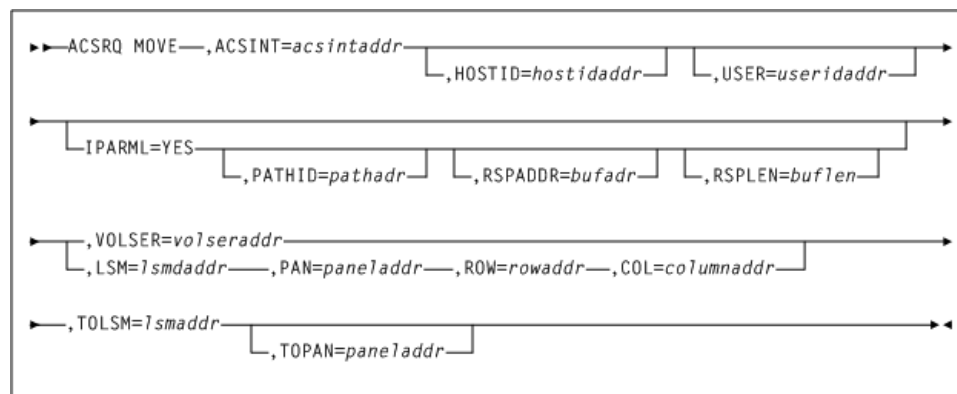 ACSRQ MOVE ,ACSINT=acsintaddr
,HOSTID=hostidaddr ,USER=useridaddr
IPARML=YES
,PATHID=pathadr ,RSPADDR=bufadr ,RSPLEN=buflen
,VOLSER=volseraddr
,LSM=lsmdaddr ,PAN=paneladdr ,ROW=rowaddr ,COL=columnaddr
,TOLSM=lsmaddr
,TOPAN=paneladdr